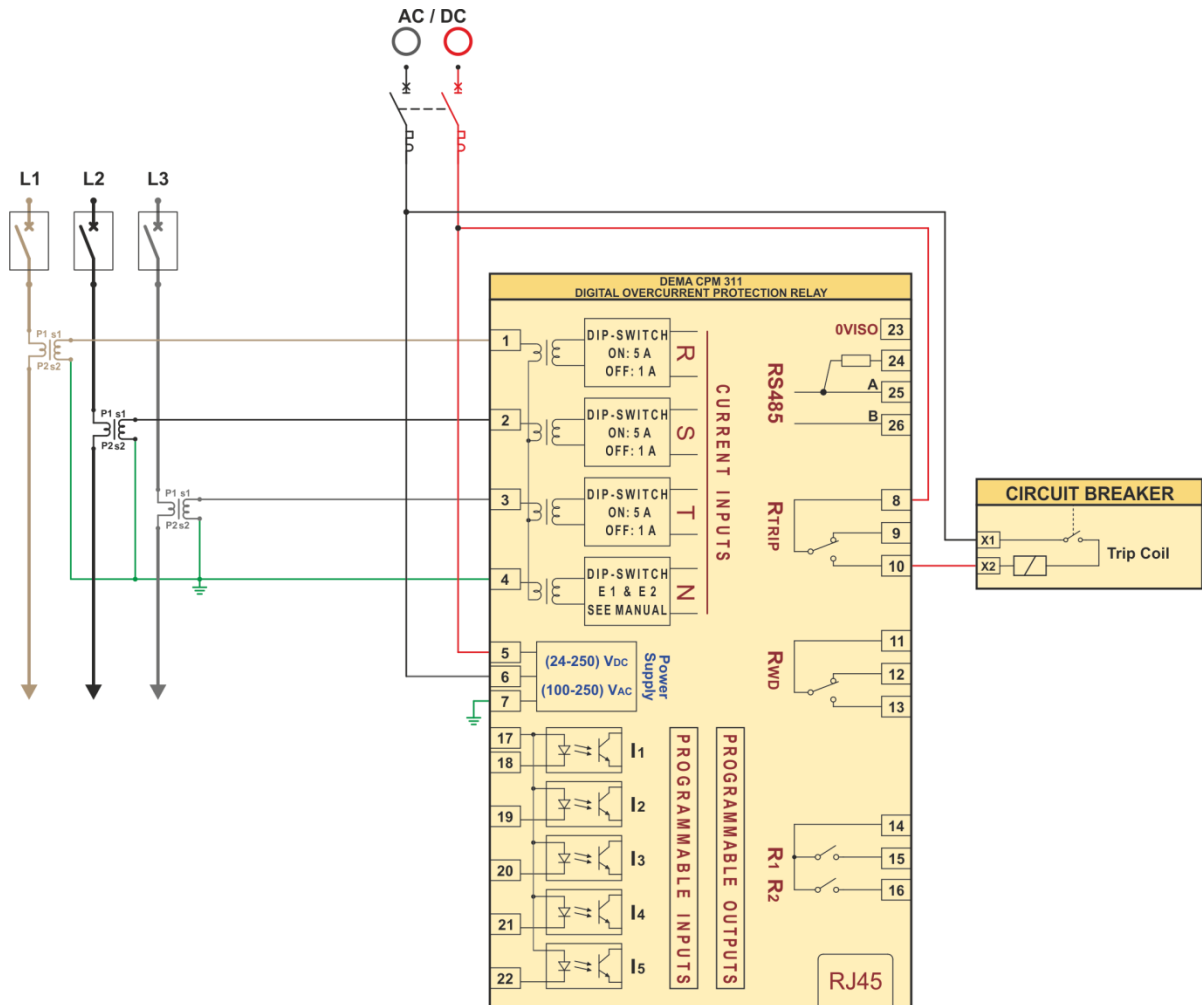 AC / DC
L1
L2
L3
P1 s1
P2 s2
P1 s1
P2 s2
P1 s1
P2 s2
DEMA CPM 311
DIGITAL OVERCURRENT PROTECTION RELAY
1
DIP-SWITCH
ON: 5 A
OFF: 1 A
R
2
DIP-SWITCH
ON: 5 A
OFF: 1 A
S
3
DIP-SWITCH
ON: 5 A
OFF: 1 A
T
4
DIP-SWITCH
E 1 & E 2
SEE MANUAL
N
CURRENT INPUTS
5
6
7
(24-250) VDC
(100-250) VAC
Power
Supply
17
18
I1
19
I2
20
I3
21
I4
22
I5
PROGRAMMABLE INPUTS
PROGRAMMABLE OUTPUTS
0VISO
23
RS485
24
A
25
B
26
RTRIP
8
9
10
RWD
11
12
13
R1 R2
14
15
16
RJ45
CIRCUIT BREAKER
X1
X2
Trip Coil